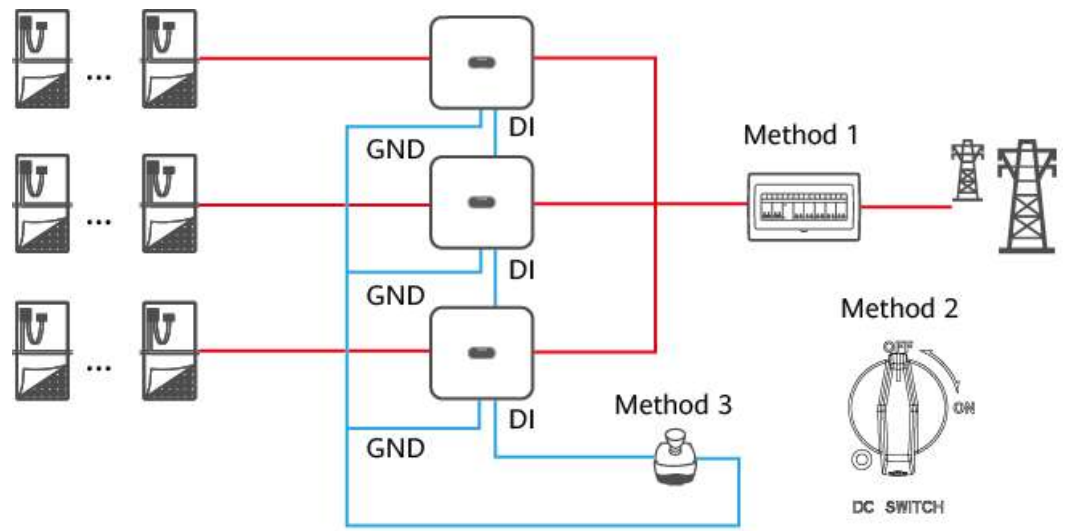 ...
DI
GND
Method 1
...
DI
GND
Method 2
OFF
ON
...
Method 3
DI
GND
DC SWITCH